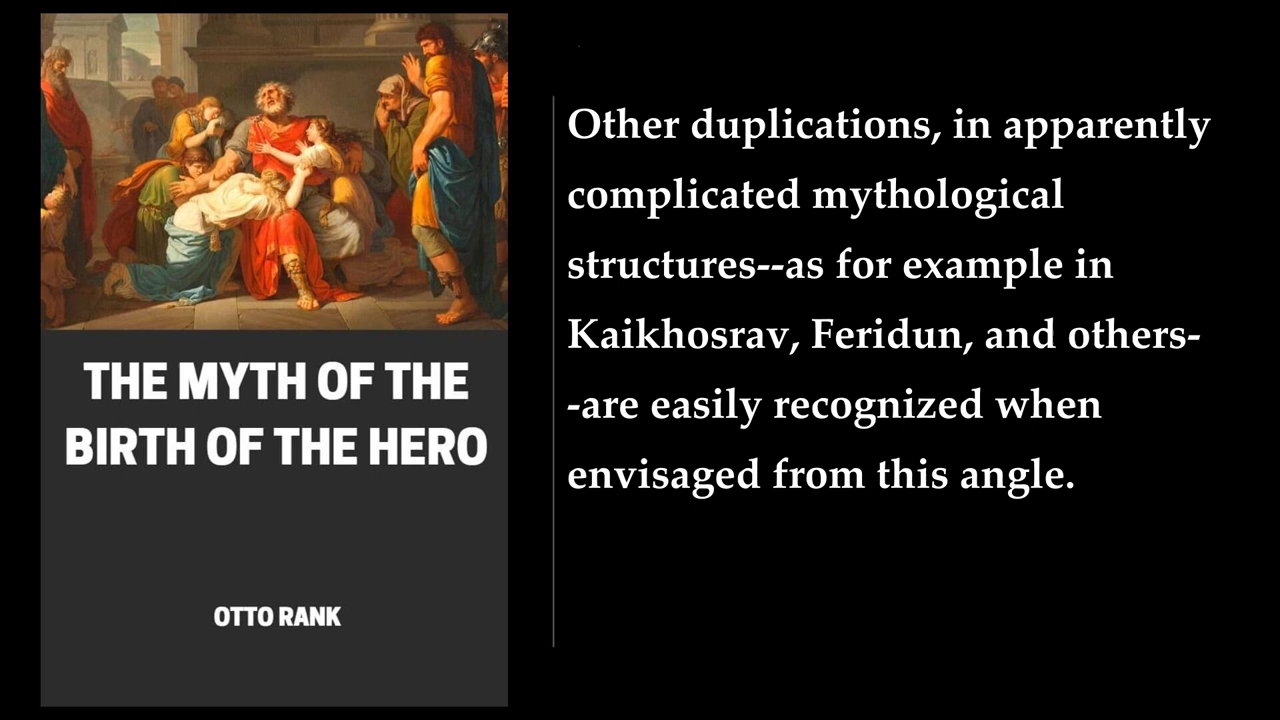 THE MYTH OF THE
BIRTH OF THE HERO
OTTO RANK
Other duplications, in apparently
complicated mythological
structures--as for example in
Kaikhosrav, Feridun, and others-
-are easily recognized when
envisaged from this angle.